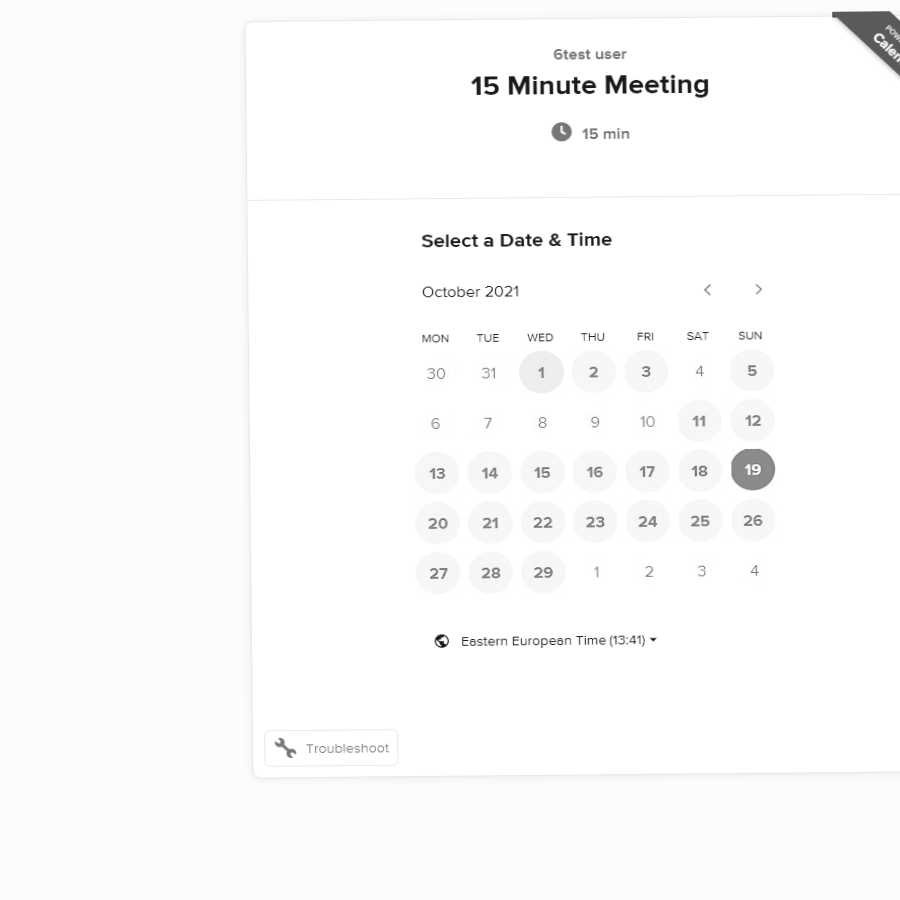 6test user
15 Minute Meeting
15 min
Select a Date & Time
October 2021
MON TUE WED THU FRI SAT SUN
30 31 1 2 3 4 5
6 7 8 9 10 11 12
13 14 15 16 17 18 19
20 21 22 23 24 25 26
27 28 29 1 2 3 4
Eastern European Time (13:41)
Troubleshoot